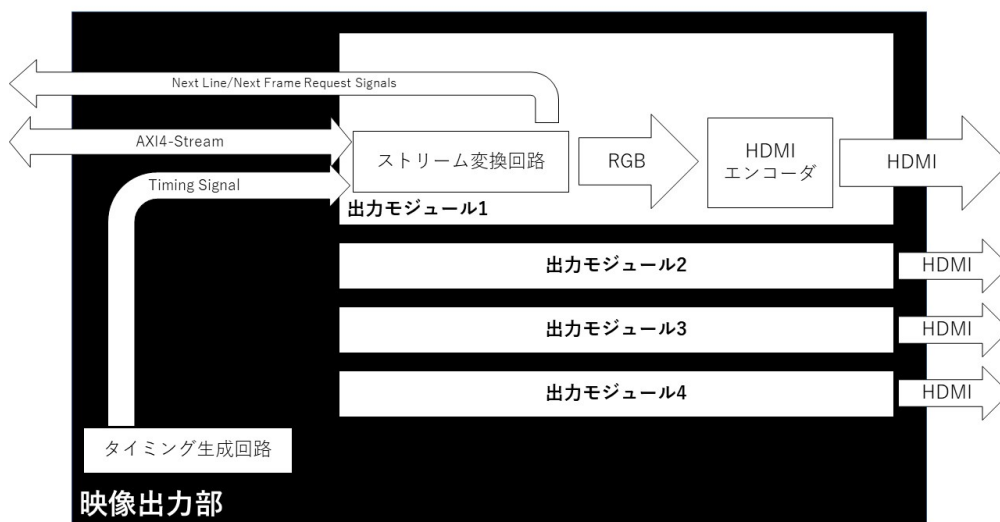 Next Line/Next Frame Request Signals
AXI4-Stream
ストリーム変換回路
RGB
HDMI
エンコーダ
HDMI
Timing Signal
出力モジュール1
出力モジュール2
HDMI
出力モジュール3
HDMI
出力モジュール4
HDMI
タイミング生成回路
映像出力部